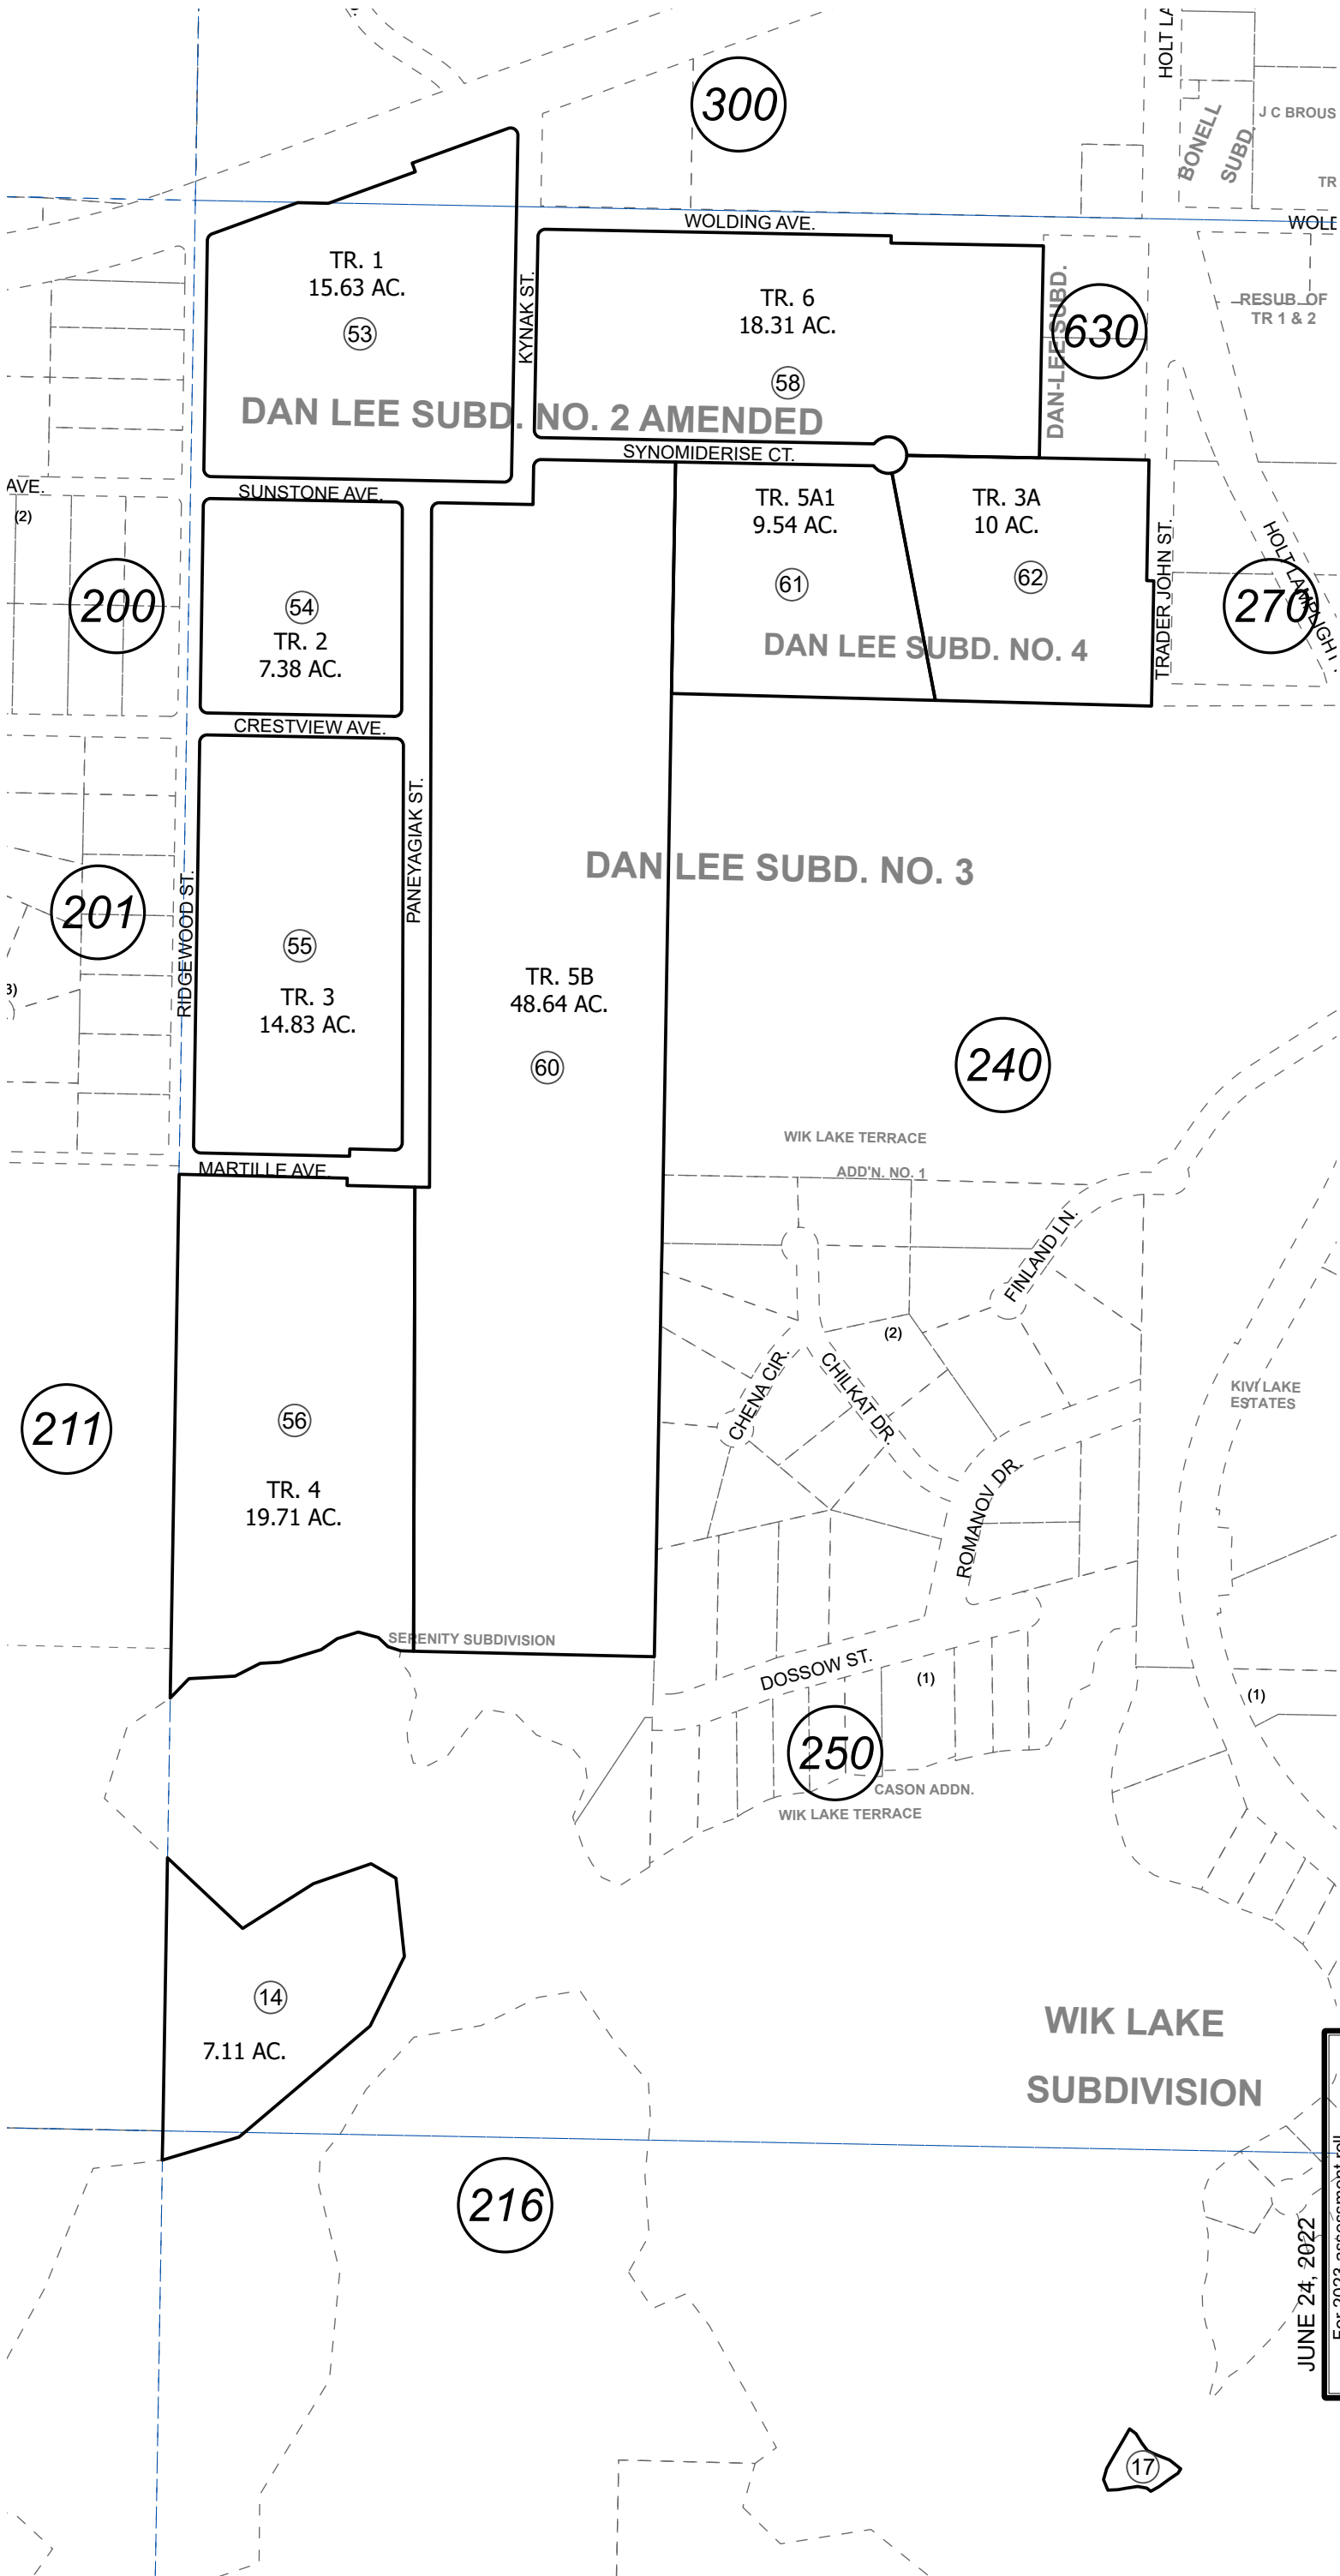 300
HOLT LA
BONELL
SUBD.
J C BROUS
TR
WOLDING AVE.
TR. 1
15.63 AC.
53
KYNAK ST.
TR. 6
18.31 AC.
58
DAN-LEE SUBD.
630
RESUB. OF
TR 1 & 2
DAN LEE SUBD. NO. 2 AMENDED
SYNOMIDERISE CT.
AVE.
(2)
SUNSTONE AVE.
TR. 5A1
9.54 AC.
61
TR. 3A
10 AC.
62
TRADER JOHN ST.
HOLT LAMPLIGHT
270
200
54
TR. 2
7.38 AC.
DAN LEE SUBD. NO. 4
CRESTVIEW AVE.
PANEYAGIAK ST.
DAN LEE SUBD. NO. 3
201
RIDGEWOOD ST.
55
TR. 3
14.83 AC.
TR. 5B
48.64 AC.
60
240
WIK LAKE TERRACE
ADD'N. NO. 1
MARTILLE AVE.
FINLAND LN.
(2)
CHENA CIR.
CHILKAT DR.
KIVI LAKE
ESTATES
211
56
TR. 4
19.71 AC.
ROMANOV DR.
SERENITY SUBDIVISION
DOSSOW ST.
(1)
(1)
250
CASON ADDN.
WIK LAKE TERRACE
14
7.11 AC.
WIK LAKE
SUBDIVISION
216
JUNE 24, 2022
For 2023 assessment roll
17